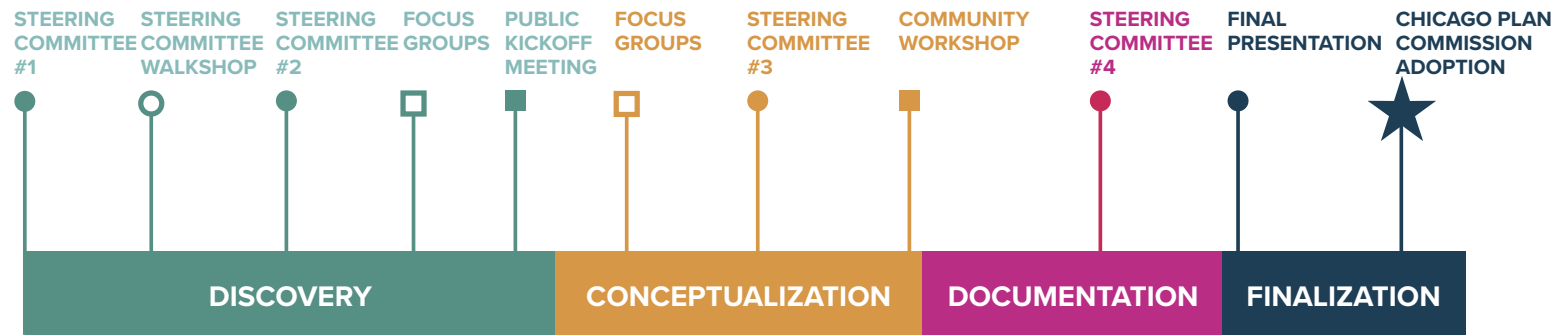 STEERING
COMMITTEE
#1
STEERING
COMMITTEE
WALKSHOP
STEERING
COMMITTEE
#2
FOCUS
GROUPS
PUBLIC
KICKOFF
MEETING
FOCUS
GROUPS
STEERING
COMMITTEE
#3
COMMUNITY
WORKSHOP
STEERING
COMMITTEE
#4
FINAL
PRESENTATION
CHICAGO PLAN
COMMISSION
ADOPTION
DISCOVERY
CONCEPTUALIZATION
DOCUMENTATION
FINALIZATION